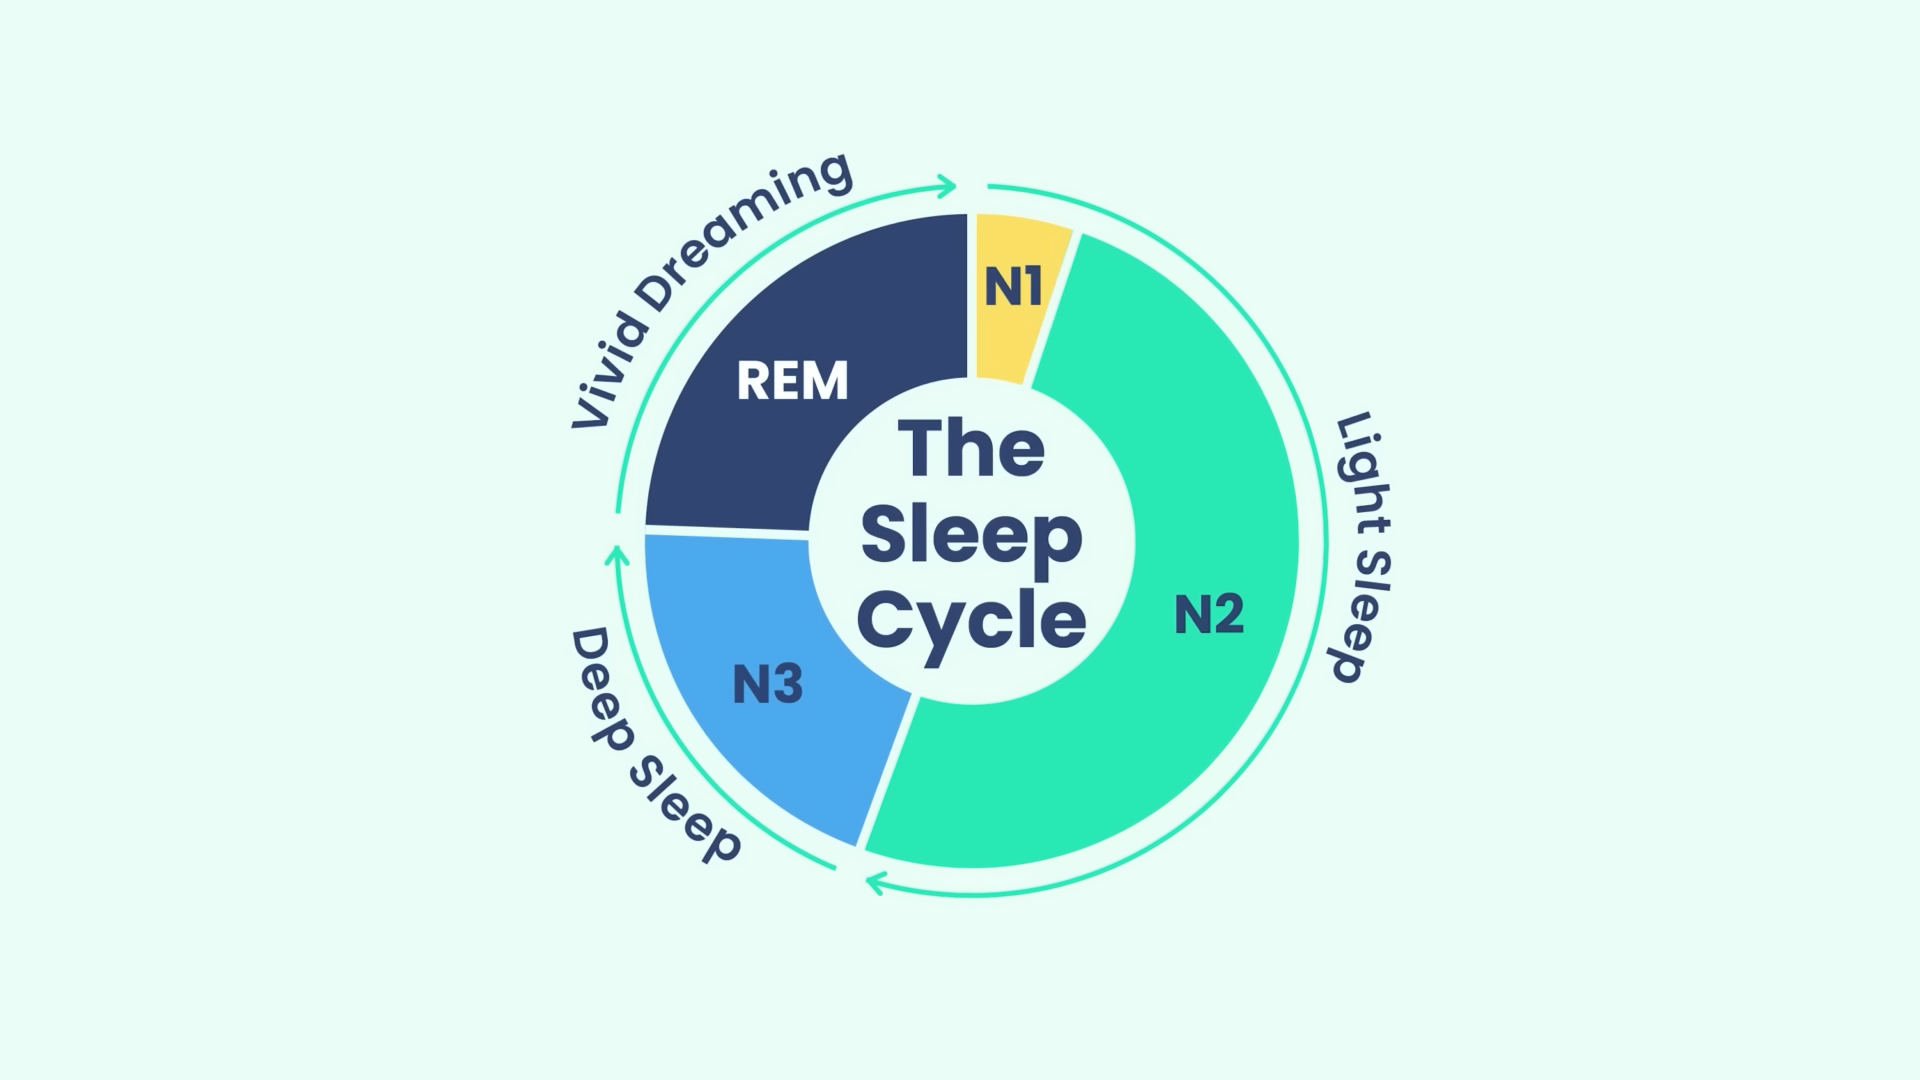 The
Sleep
Cycle
N1
N2
N3
REM
Light Sleep
Deep Sleep
Vivid Dreaming